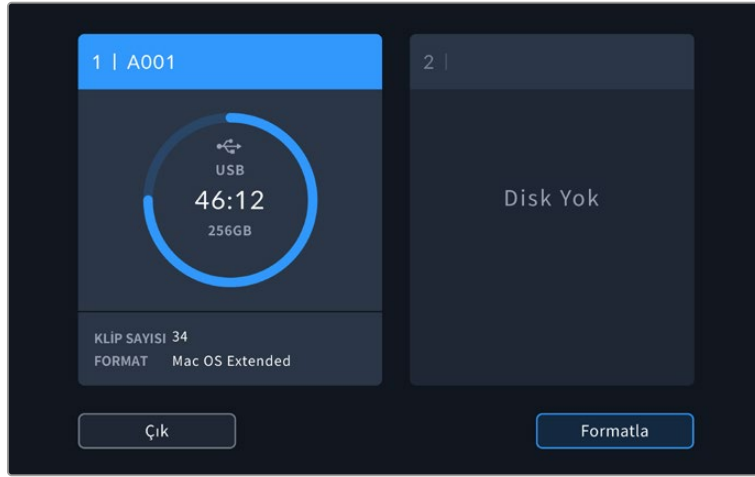 1 | A001
USB
46:12
256GB
KLİP SAYISI 34
FORMAT Mac OS Extended
2 |
Disk Yok
Çık
Formatla